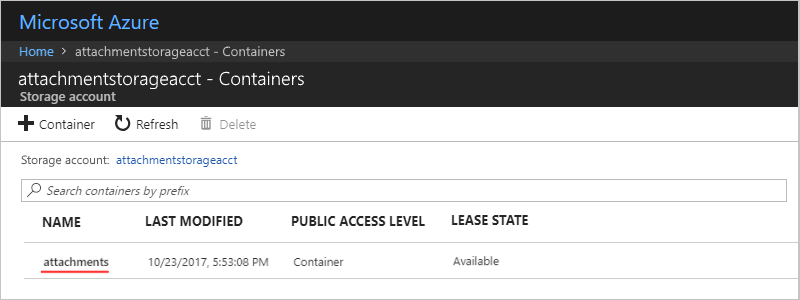 Microsoft Azure
Home > attachmentstorageacct - Containers
attachmentstorageacct - Containers
Storage account
Container Refresh Delete
Storage account: attachmentstorageacct
Search containers by prefix
NAME LAST MODIFIED PUBLIC ACCESS LEVEL LEASE STATE
attachments 10/23/2017, 5:53:08 PM Container Available